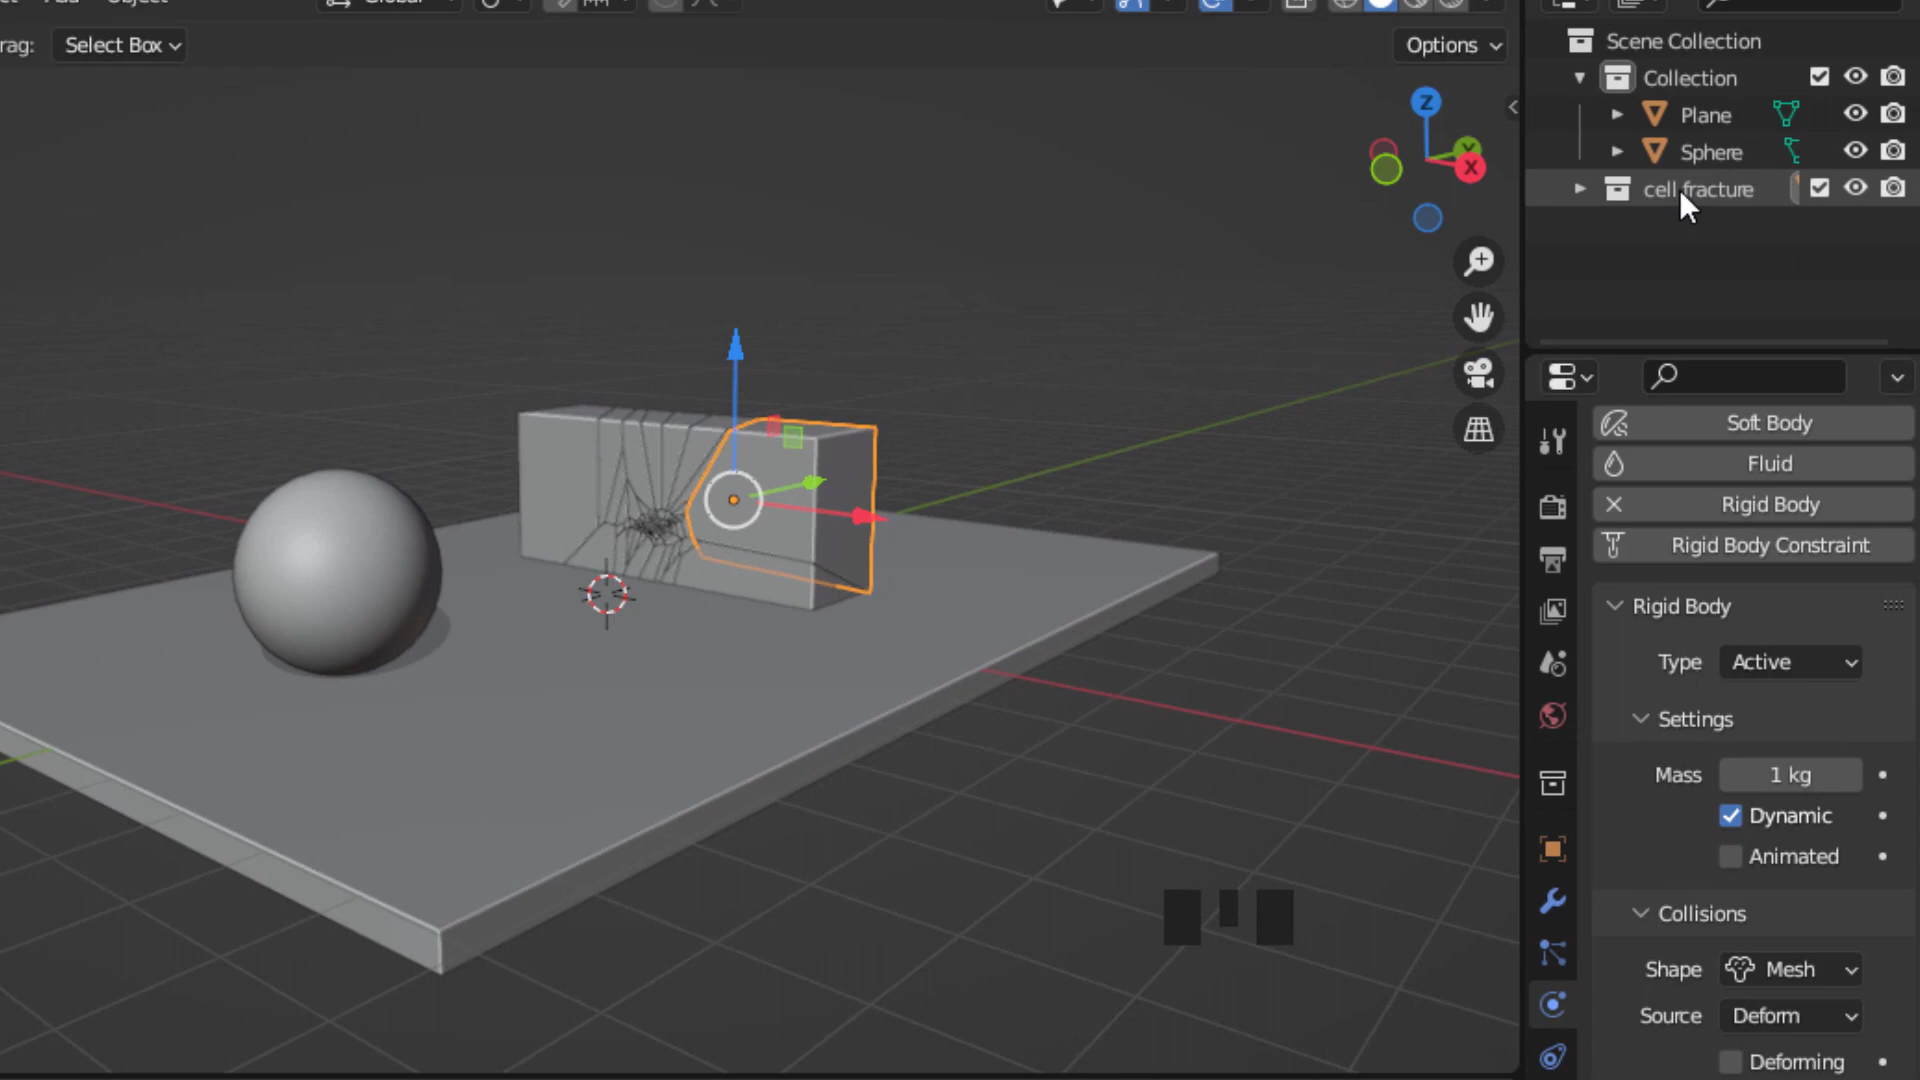 Global
rag: Select Box
Options
Scene Collection
Collection
Plane
Sphere
cell fracture
Z
Y
X
Soft Body
Fluid
Rigid Body
Rigid Body Constraint
Rigid Body
Type Active
Settings
Mass 1 kg
Dynamic
Animated
Collisions
Shape Mesh
Source Deform
Deforming